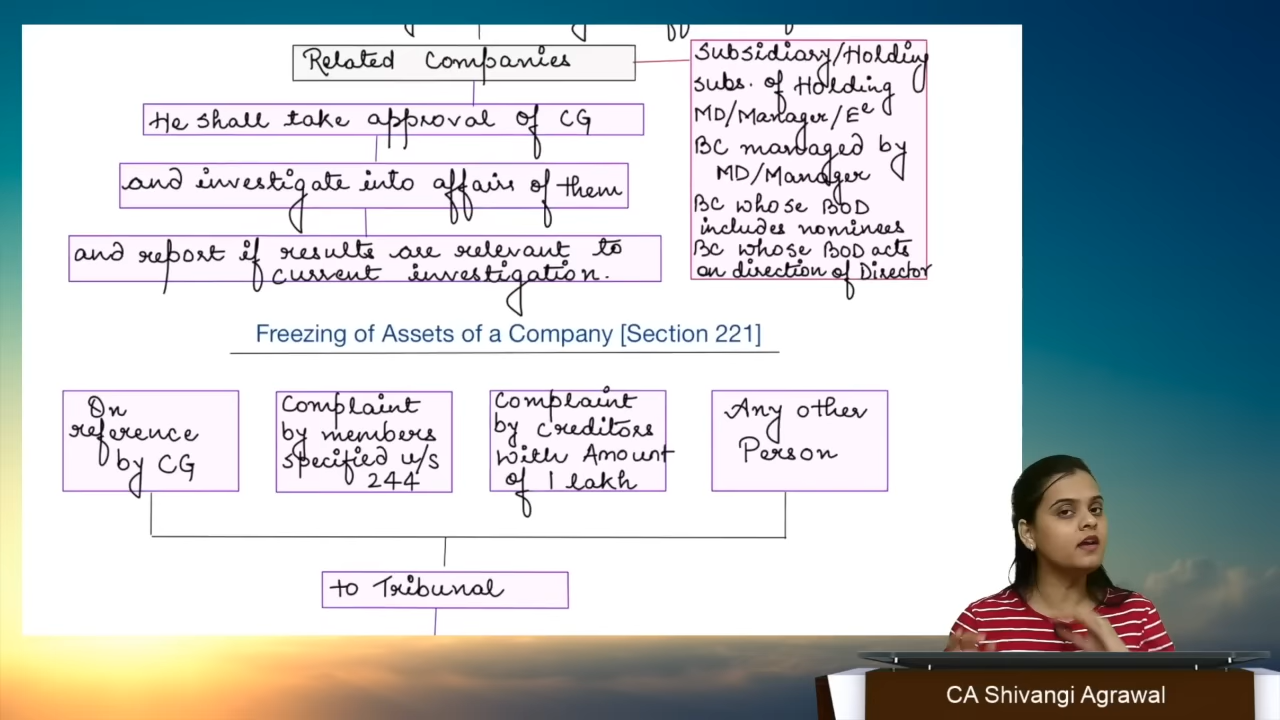 Related Companies
Subsidiary/Holding
subs. of Holding
MD/Manager/Ee
BC managed by
MD/Manager
BC whose BOD
includes nominees
BC whose BOD acts
on direction of Director
He shall take approval of CG
and investigate into affairs of them
and report if results are relevant to
current investigation.
Freezing of Assets of a Company [Section 221]
On
reference
by CG
Complaint
by members
specified u/s
244
Complaint
by creditors
with Amount
of 1 lakh
Any other
Person
to Tribunal
CA Shivangi Agrawal